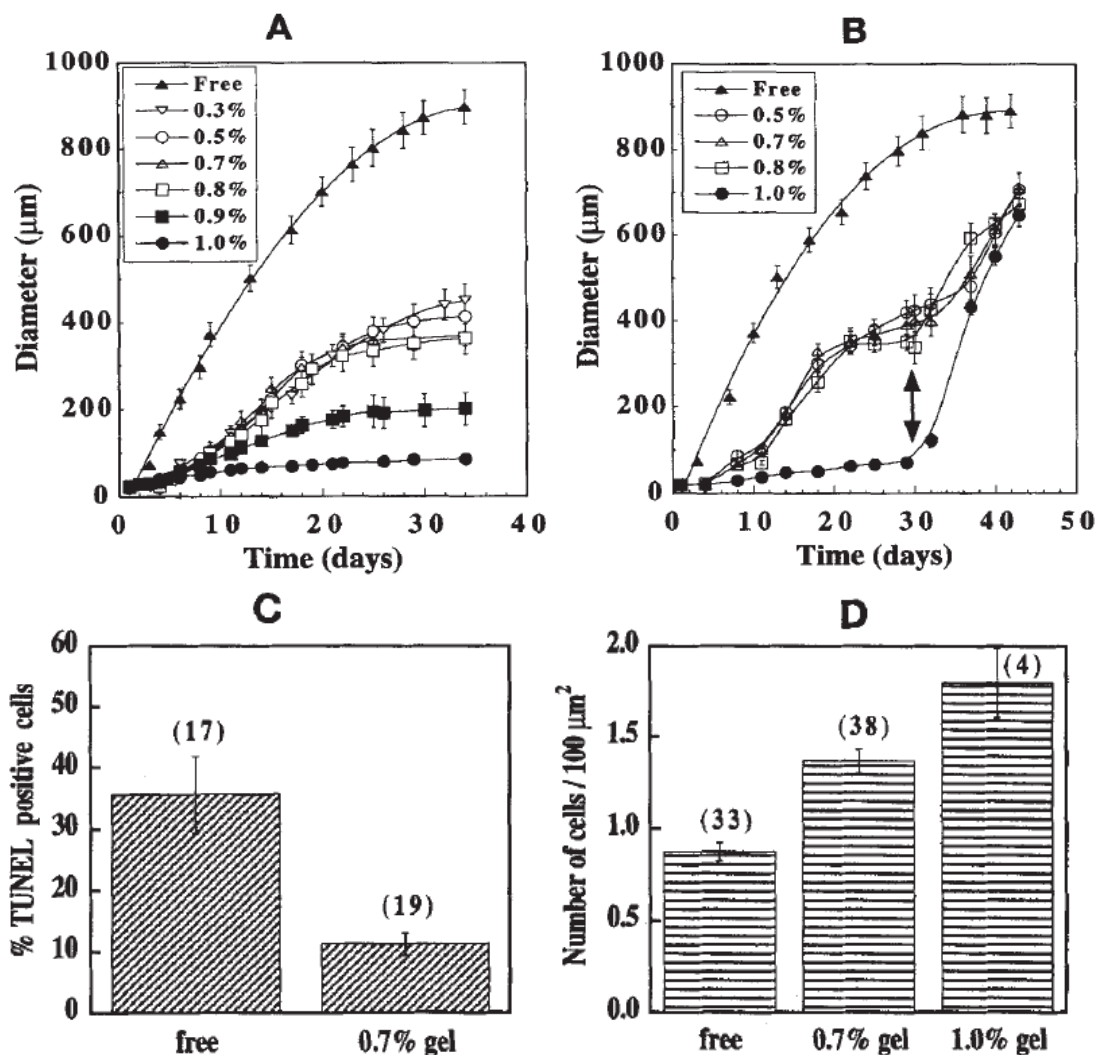 A
1000
800
600
400
200
0
Diameter (μm)
Free
0.3%
0.5%
0.7%
0.8%
0.9%
1.0%
0 10 20 30 40
Time (days)
B
1000
800
600
400
200
0
Diameter (μm)
Free
0.5%
0.7%
0.8%
1.0%
0 10 20 30 40 50
Time (days)
C
60
50
40
30
20
10
0
% TUNEL positive cells
(17)
(19)
free 0.7% gel
D
2.0
1.5
1.0
0.5
0.0
Number of cells / 100 μm²
(33)
(38)
(4)
free 0.7% gel 1.0% gel